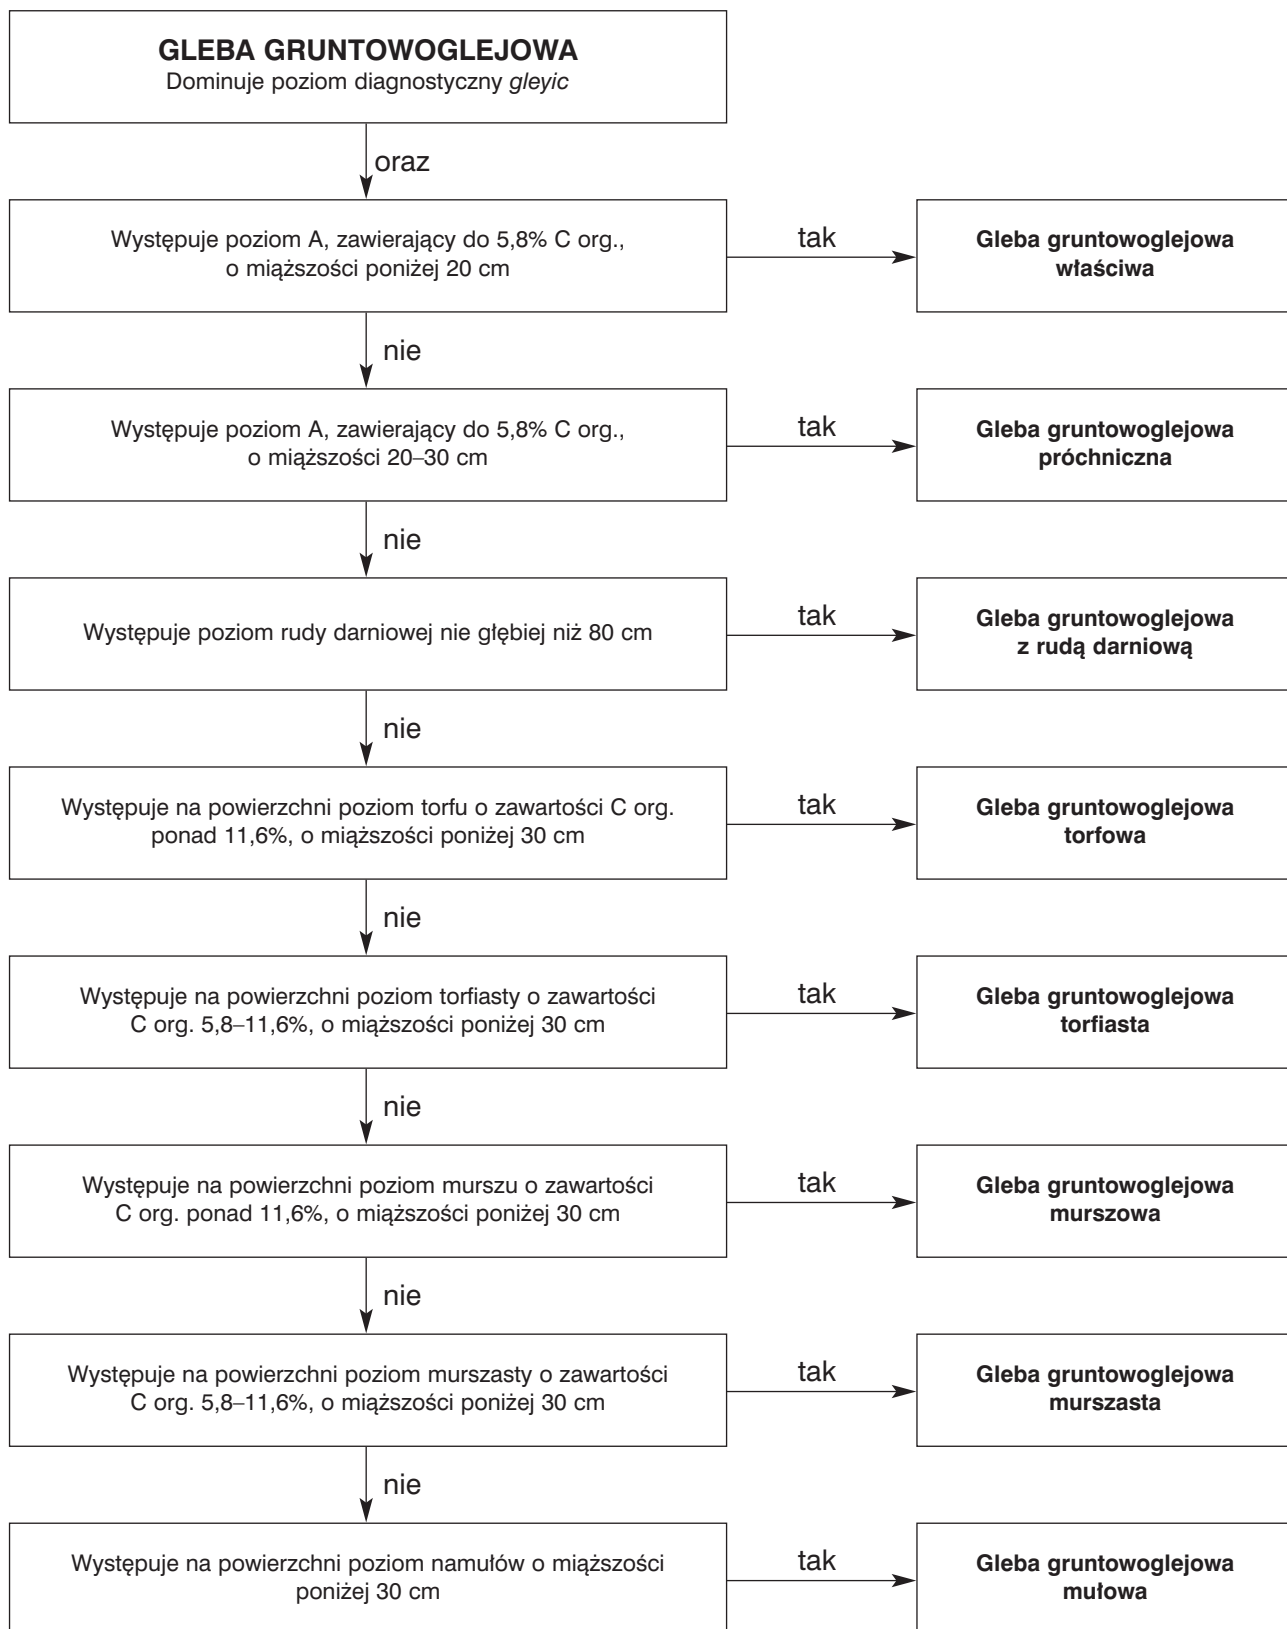 GLEBA GRUNTOWOGLEJOWA
Dominuje poziom diagnostyczny gleyic
oraz
Występuje poziom A, zawierający do 5,8% C org.,
o miąższości poniżej 20 cm
tak
Gleba gruntowoglejowa
właściwa
nie
Występuje poziom A, zawierający do 5,8% C org.,
o miąższości 20–30 cm
tak
Gleba gruntowoglejowa
próchniczna
nie
Występuje poziom rudy darniowej nie głębiej niż 80 cm
tak
Gleba gruntowoglejowa
z rudą darniową
nie
Występuje na powierzchni poziom torfu o zawartości C org.
ponad 11,6%, o miąższości poniżej 30 cm
tak
Gleba gruntowoglejowa
torfowa
nie
Występuje na powierzchni poziom torfiasty o zawartości
C org. 5,8–11,6%, o miąższości poniżej 30 cm
tak
Gleba gruntowoglejowa
torfiasta
nie
Występuje na powierzchni poziom murszu o zawartości
C org. ponad 11,6%, o miąższości poniżej 30 cm
tak
Gleba gruntowoglejowa
murszowa
nie
Występuje na powierzchni poziom murszasty o zawartości
C org. 5,8–11,6%, o miąższości poniżej 30 cm
tak
Gleba gruntowoglejowa
murszasta
nie
Występuje na powierzchni poziom namułów o miąższości
poniżej 30 cm
tak
Gleba gruntowoglejowa
mułowa